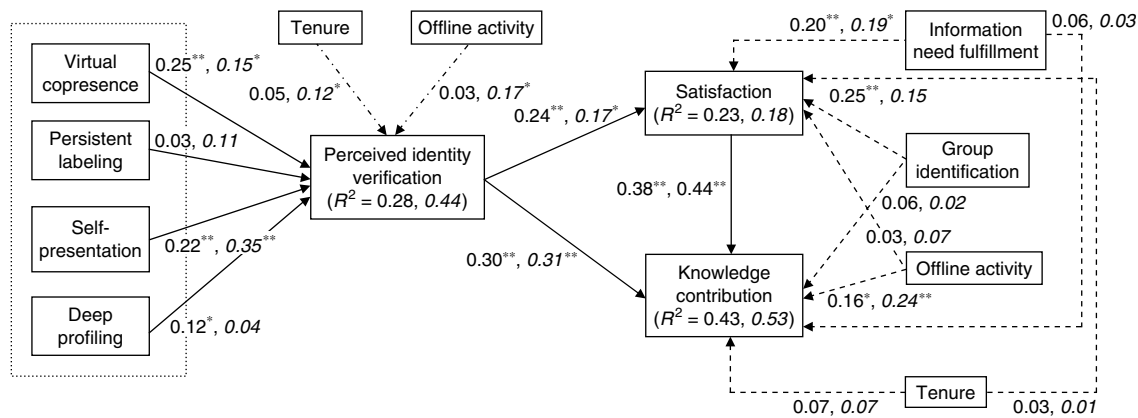 Tenure
Offline activity
Information
need fulfillment
0.20**, 0.19*
0.06, 0.03
Virtual
copresence
0.25**, 0.15*
0.05, 0.12*
0.03, 0.17*
Satisfaction
(R² = 0.23, 0.18)
0.25**, 0.15
0.24**, 0.17*
Persistent
labeling
0.03, 0.11
Perceived identity
verification
(R² = 0.28, 0.44)
Group
identification
0.38**, 0.44**
0.06, 0.02
Self-
presentation
0.22**, 0.35**
0.03, 0.07
0.30**, 0.31**
Knowledge
contribution
(R² = 0.43, 0.53)
Offline activity
0.16*, 0.24**
Deep
profiling
0.12*, 0.04
Tenure
0.07, 0.07
0.03, 0.01